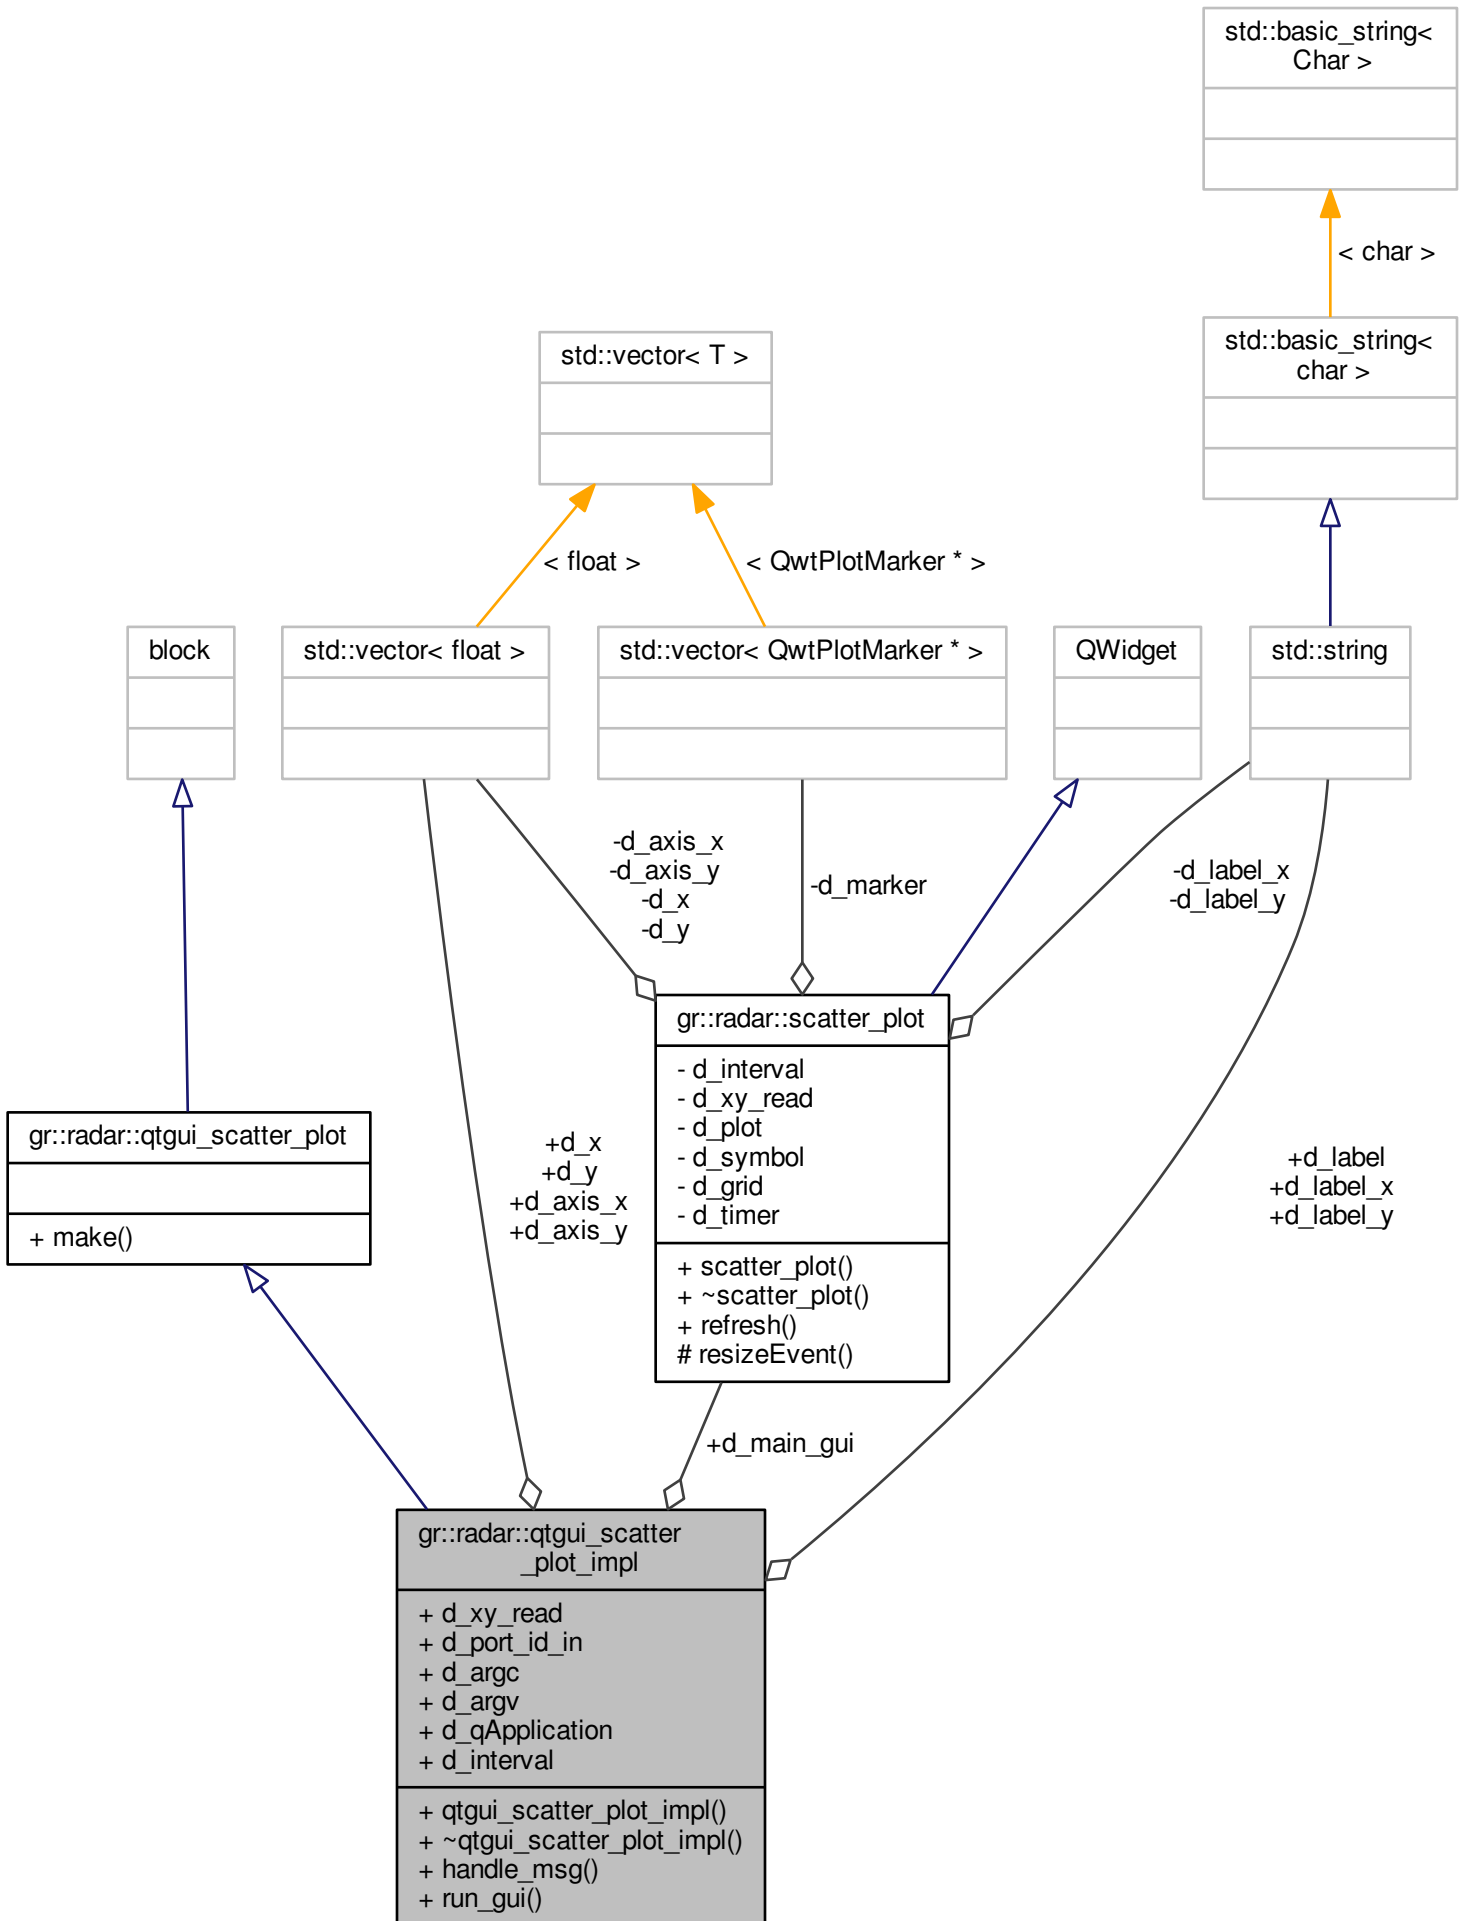 std::basic_string<
Char >
< char >
std::basic_string<
char >
std::vector< T >
< float >
< QwtPlotMarker * >
block
std::vector< float >
std::vector< QwtPlotMarker * >
QWidget
std::string
-d_axis_x
-d_axis_y
-d_x
-d_y
-d_marker
-d_label_x
-d_label_y
gr::radar::scatter_plot
- d_interval
- d_xy_read
- d_plot
- d_symbol
- d_grid
- d_timer
+ scatter_plot()
+ ~scatter_plot()
+ refresh()
# resizeEvent()
gr::radar::qtgui_scatter_plot
+ make()
+d_x
+d_y
+d_axis_x
+d_axis_y
+d_label
+d_label_x
+d_label_y
+d_main_gui
gr::radar::qtgui_scatter
_plot_impl
+ d_xy_read
+ d_port_id_in
+ d_argc
+ d_argv
+ d_qApplication
+ d_interval
+ qtgui_scatter_plot_impl()
+ ~qtgui_scatter_plot_impl()
+ handle_msg()
+ run_gui()